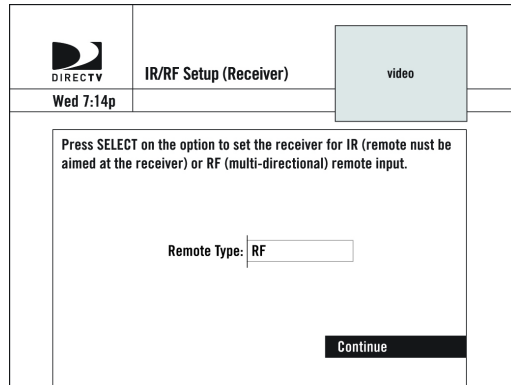 DIRECTV
IR/RF Setup (Receiver)
video
Wed 7:14p
Press SELECT on the option to set the receiver for IR (remote nust be
aimed at the receiver) or RF (multi-directional) remote input.
Remote Type: RF
Continue